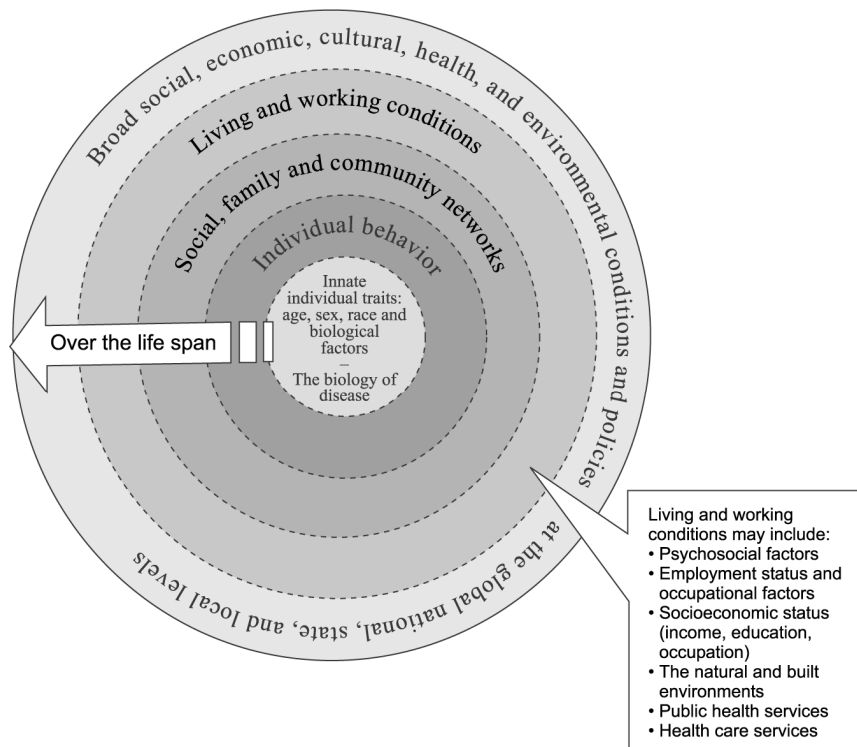 Broad social, economic, cultural, health, and environmental conditions and policies
at the global national, state, and local levels
Living and working conditions
Social, family and community networks
Individual behavior
Innate
individual traits:
age, sex, race and
biological
factors
–
The biology of
disease
Over the life span
Living and working
conditions may include:
• Psychosocial factors
• Employment status and
occupational factors
• Socioeconomic status
(income, education,
occupation)
• The natural and built
environments
• Public health services
• Health care services